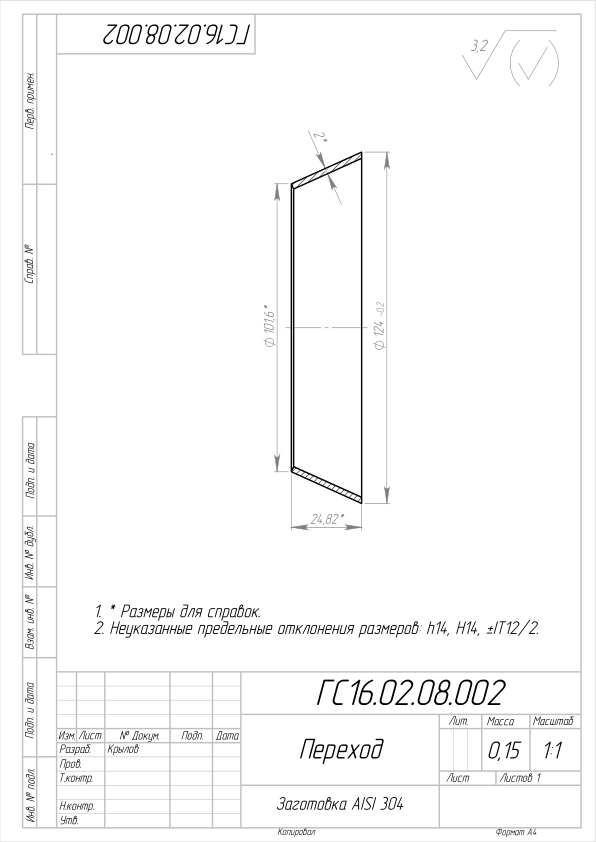 ГС16.02.08.002
3,2
Перв. примен.
Справ. №
Подп. и дата
Инв. № дубл.
Взам. инв. №
Подп. и дата
Инв. № подл.
2*
⌀ 101,6*
⌀ 124 -0,2
24,82*
1. * Размеры для справок.
2. Неуказанные предельные отклонения размеров: h14, H14, ±IT12/2.
ГС16.02.08.002
Изм. Лист № Докум. Подп. Дата
Разраб. Крылов
Пров.
Т.контр.
Н.контр.
Утв.
Переход
Лит. Масса Масштаб
0,15 1:1
Лист Листов 1
Заготовка AISI 304
Копировал Формат А4